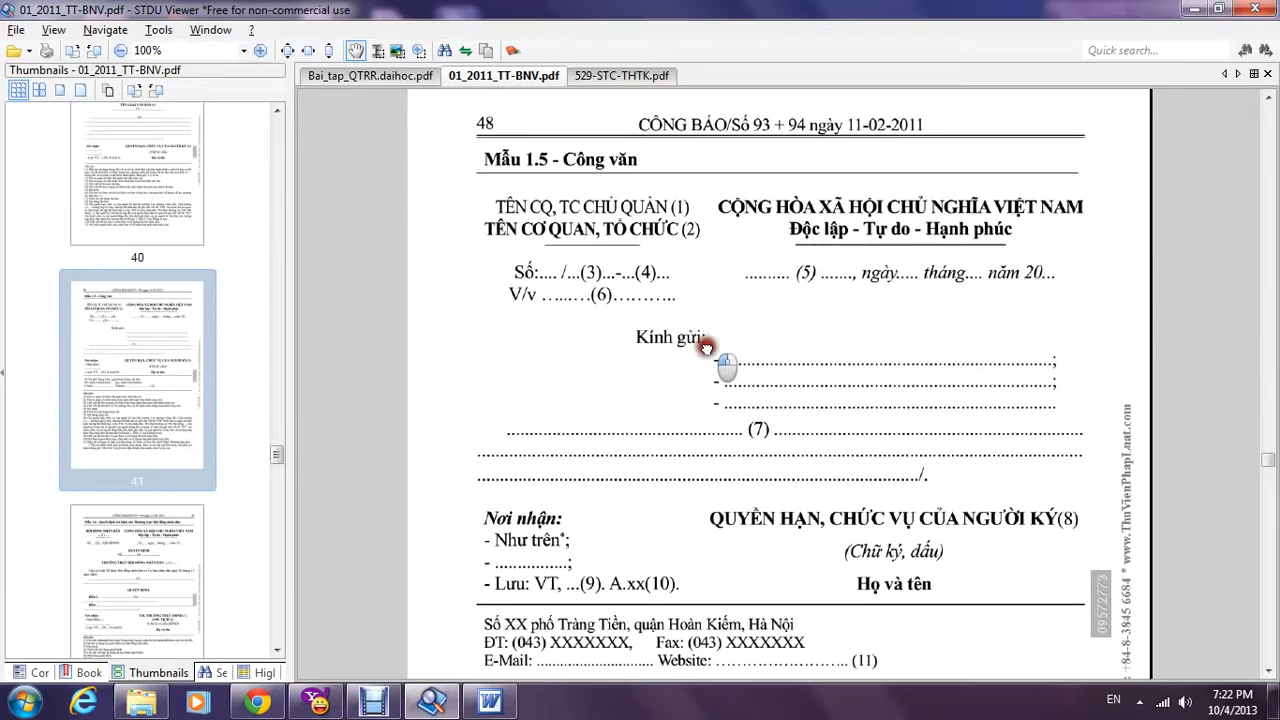 01_2011_TT-BNV.pdf - STDU Viewer *Free for non-commercial use
File View Navigate Tools Window
100%
Quick search...
Thumbnails - 01_2011_TT-BNV.pdf
Bai_tap_QTRR.daihoc.pdf 01_2011_TT-BNV.pdf 529-STC-THTK.pdf
40
41
48 CÔNG BÁO/Số 93 + 94 ngày 11-02-2011
Mẫu 1.5 - Công văn
TÊN CQ, TC CHỦ QUẢN (1) CỘNG HÒA XÃ HỘI CHỦ NGHĨA VIỆT NAM
TÊN CƠ QUAN, TỔ CHỨC (2) Độc lập - Tự do - Hạnh phúc
Số:.... /...(3)...-...(4)... .......... (5) ......, ngày..... tháng.... năm 20...
V/v .........(6)...........
Kính gửi:
- ............................................................;
- ............................................................;
- ............................................................
............................................ (7) ............................................................
..............................................................................................................
................................................................................../.
Nơi nhận: QUYỀN HẠN, CHỨC VỤ CỦA NGƯỜI KÝ(8)
- Như trên*; (Chữ ký, dấu)
- ..............;
- Lưu: VT, ...(9). A.xx(10). Họ và tên
Số XX phố Tràng Tiền, quận Hoàn Kiếm, Hà Nội
ĐT: (043) XXXXXXX, Fax: (043) XXXXXXX
E-Mail: .......................... Website: ............................ (11)
+84-8-3845 6684 * www.ThuVienPhapLuat.com
Cor Book Thumbnails Se Higl
EN 7:22 PM
10/4/2013